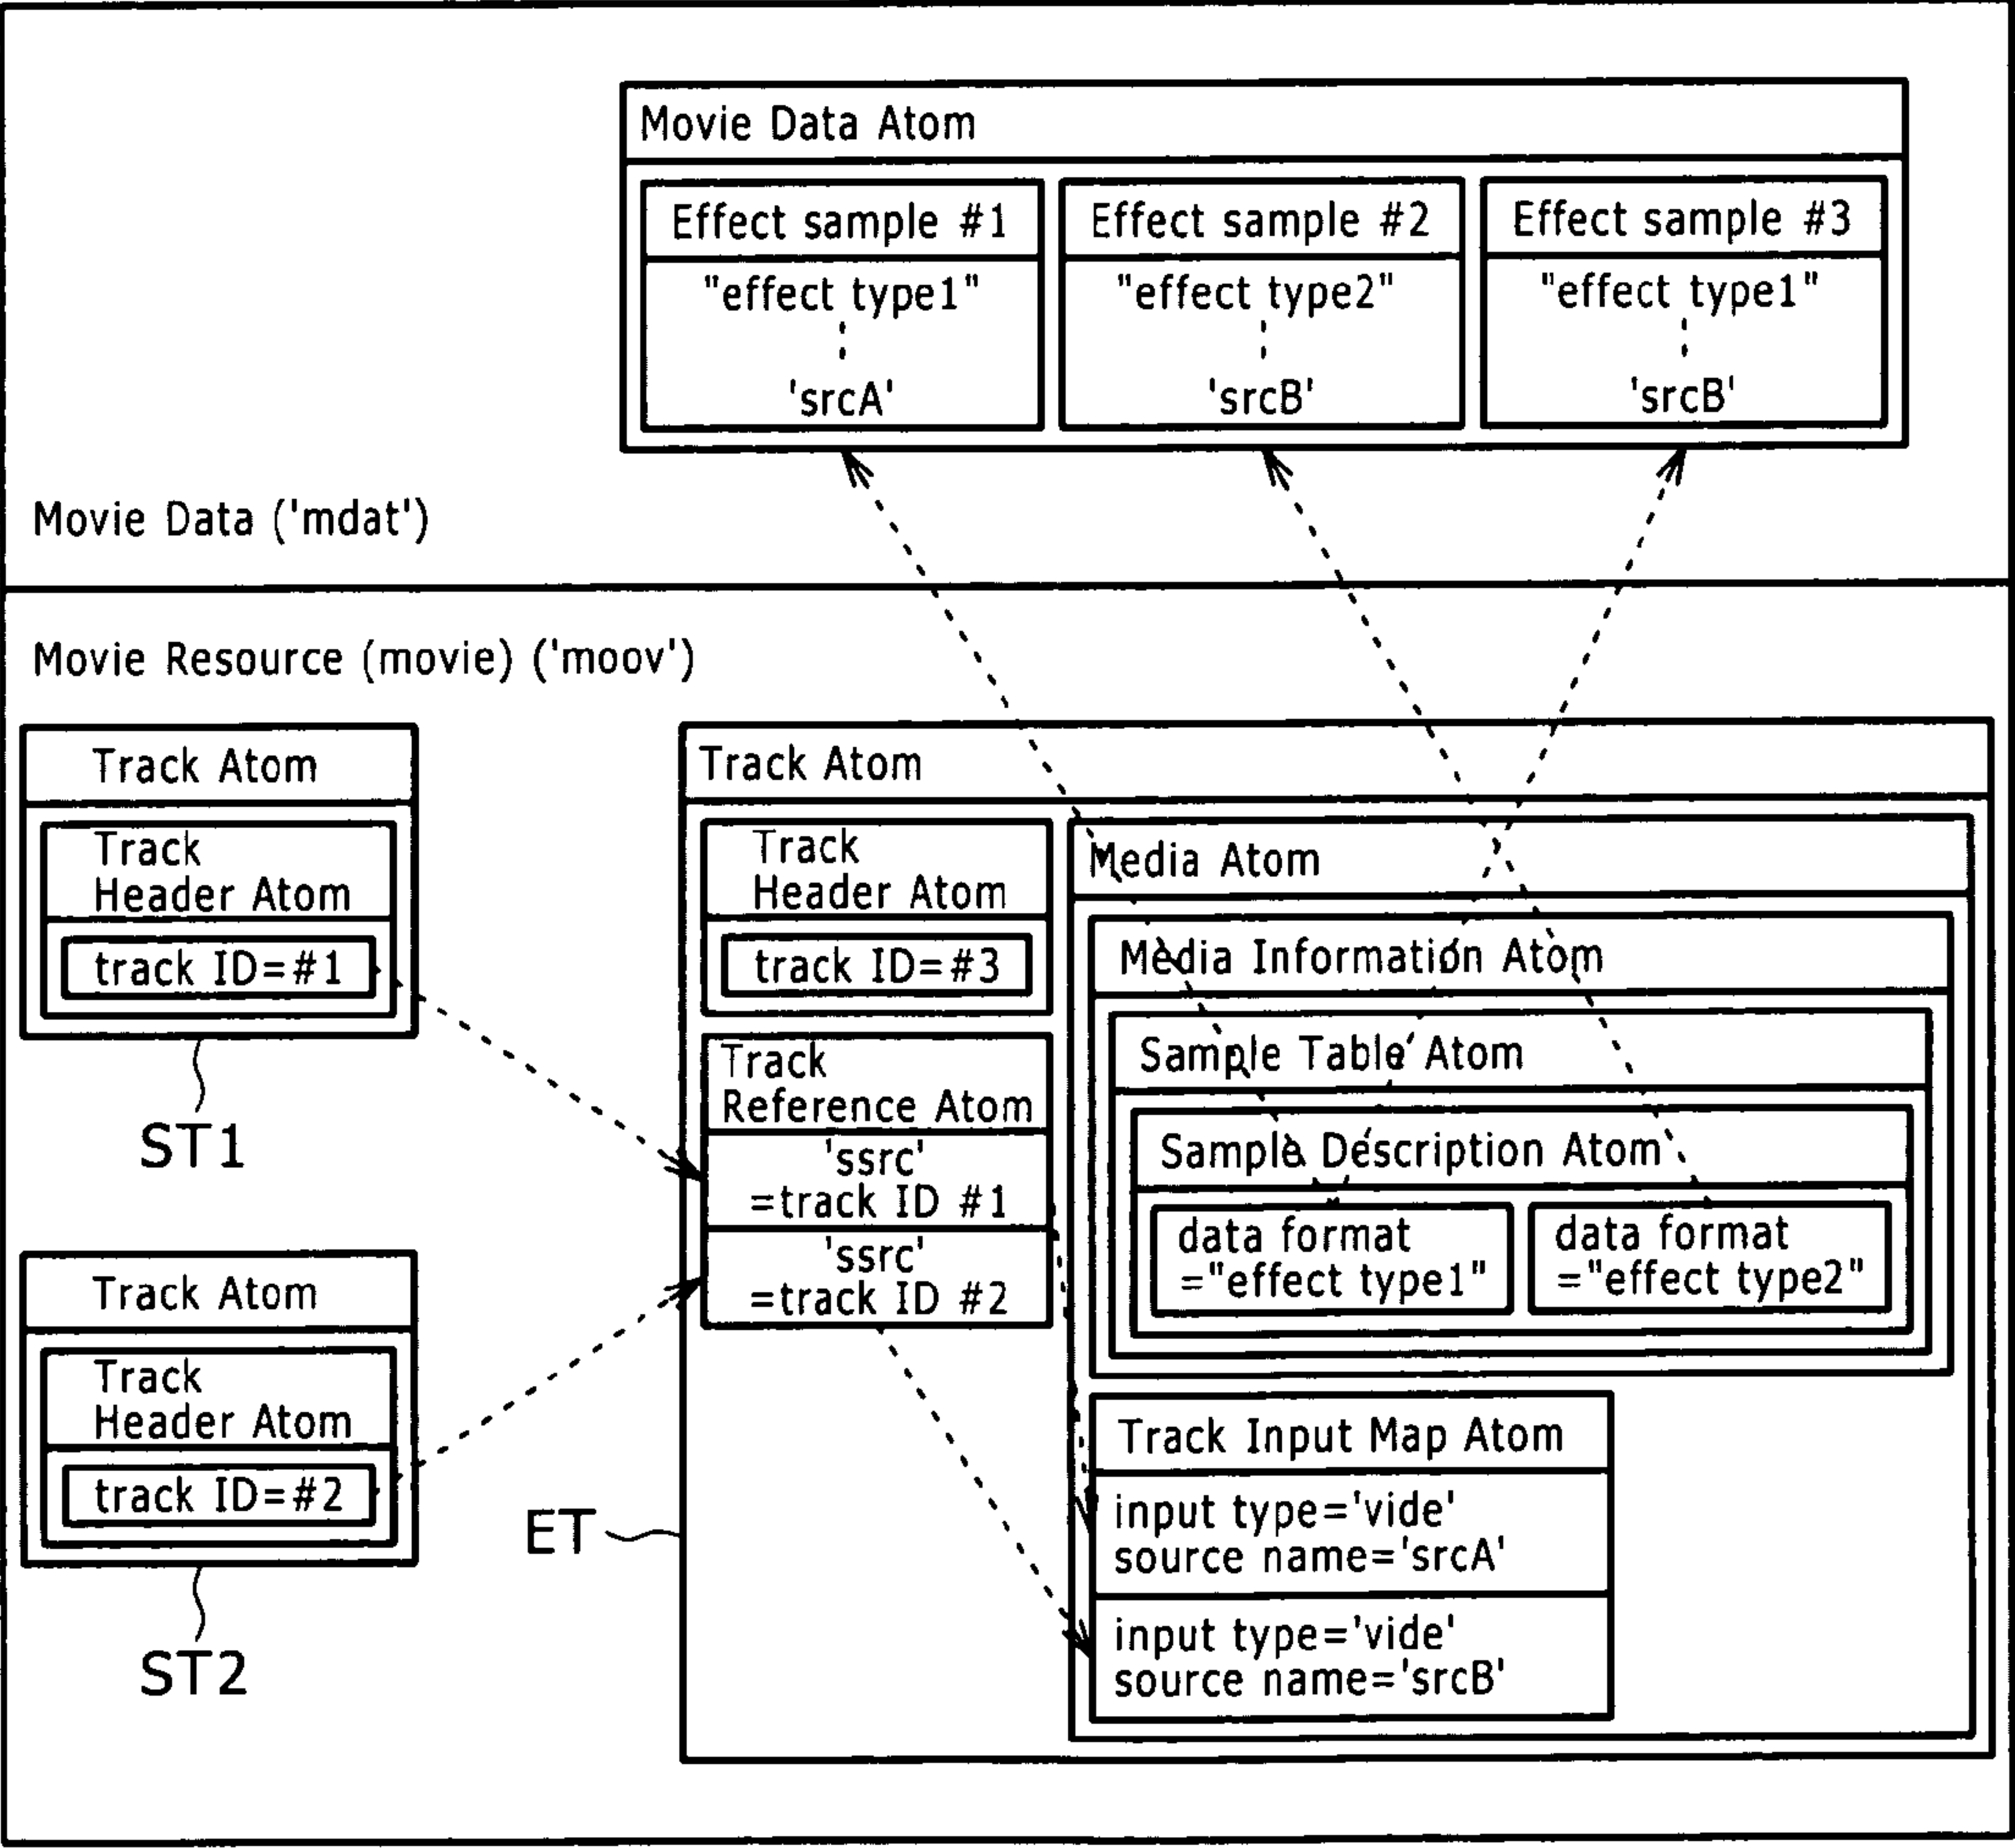 Movie Data Atom
Effect sample #1
"effect type1"
'srcA'
Effect sample #2
"effect type2"
'srcB'
Effect sample #3
"effect type1"
'srcB'
Movie Data ('mdat')
Movie Resource (movie) ('moov')
Track Atom
Track
Header Atom
track ID=#1
ST1
Track Atom
Track
Header Atom
track ID=#2
ST2
Track Atom
Track
Header Atom
track ID=#3
Track
Reference Atom
'ssrc'
=track ID #1
'ssrc'
=track ID #2
ET
Media Atom
Media Information Atom
Sample Table Atom
Sample Description Atom
data format
="effect type1"
data format
="effect type2"
Track Input Map Atom
input type='vide'
source name='srcA'
input type='vide'
source name='srcB'